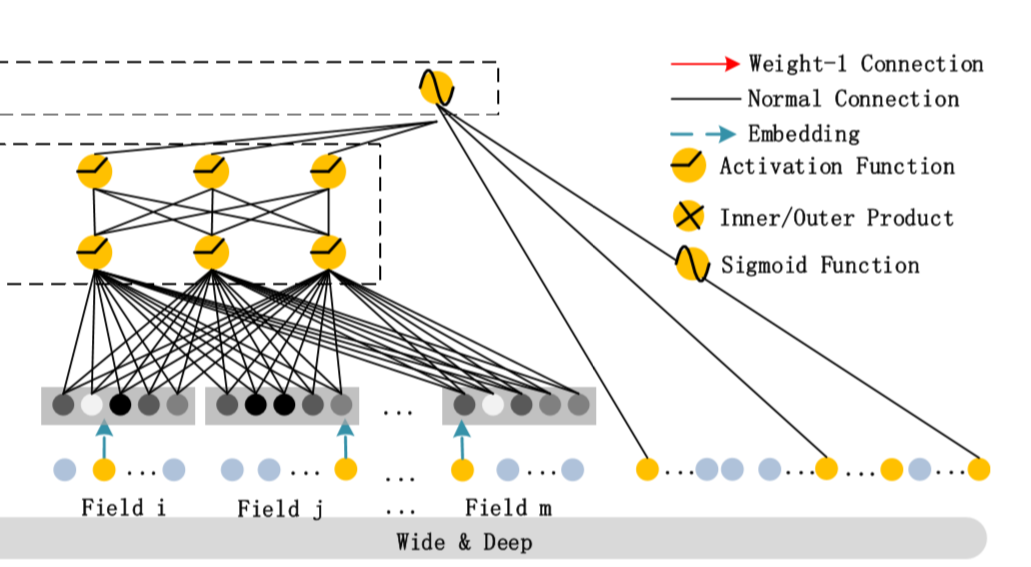 Weight-1 Connection
Normal Connection
Embedding
Activation Function
Inner/Outer Product
Sigmoid Function
...
... ... ... ... ... ... ...
Field i Field j ... Field m
Wide & Deep